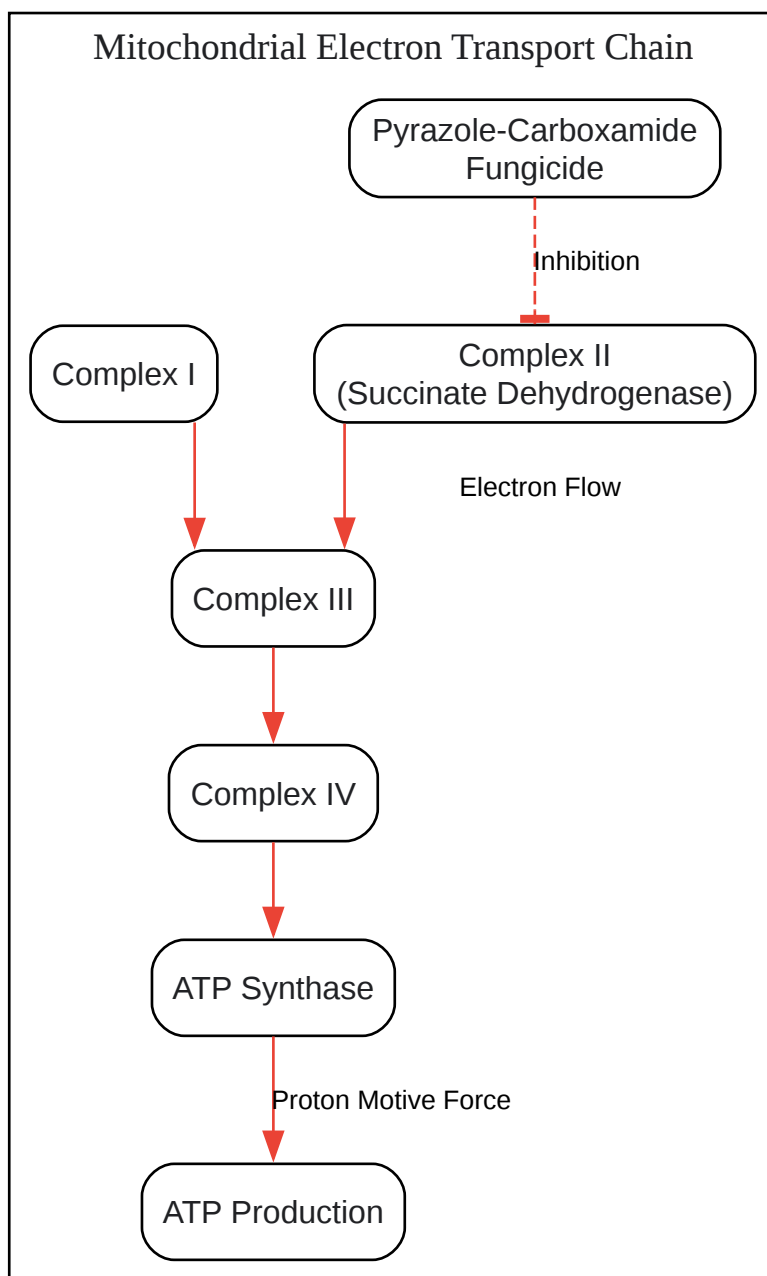 Mitochondrial Electron Transport Chain
Pyrazole-Carboxamide
Fungicide
Inhibition
Complex I
Complex II
(Succinate Dehydrogenase)
Electron Flow
Complex III
Complex IV
ATP Synthase
Proton Motive Force
ATP Production